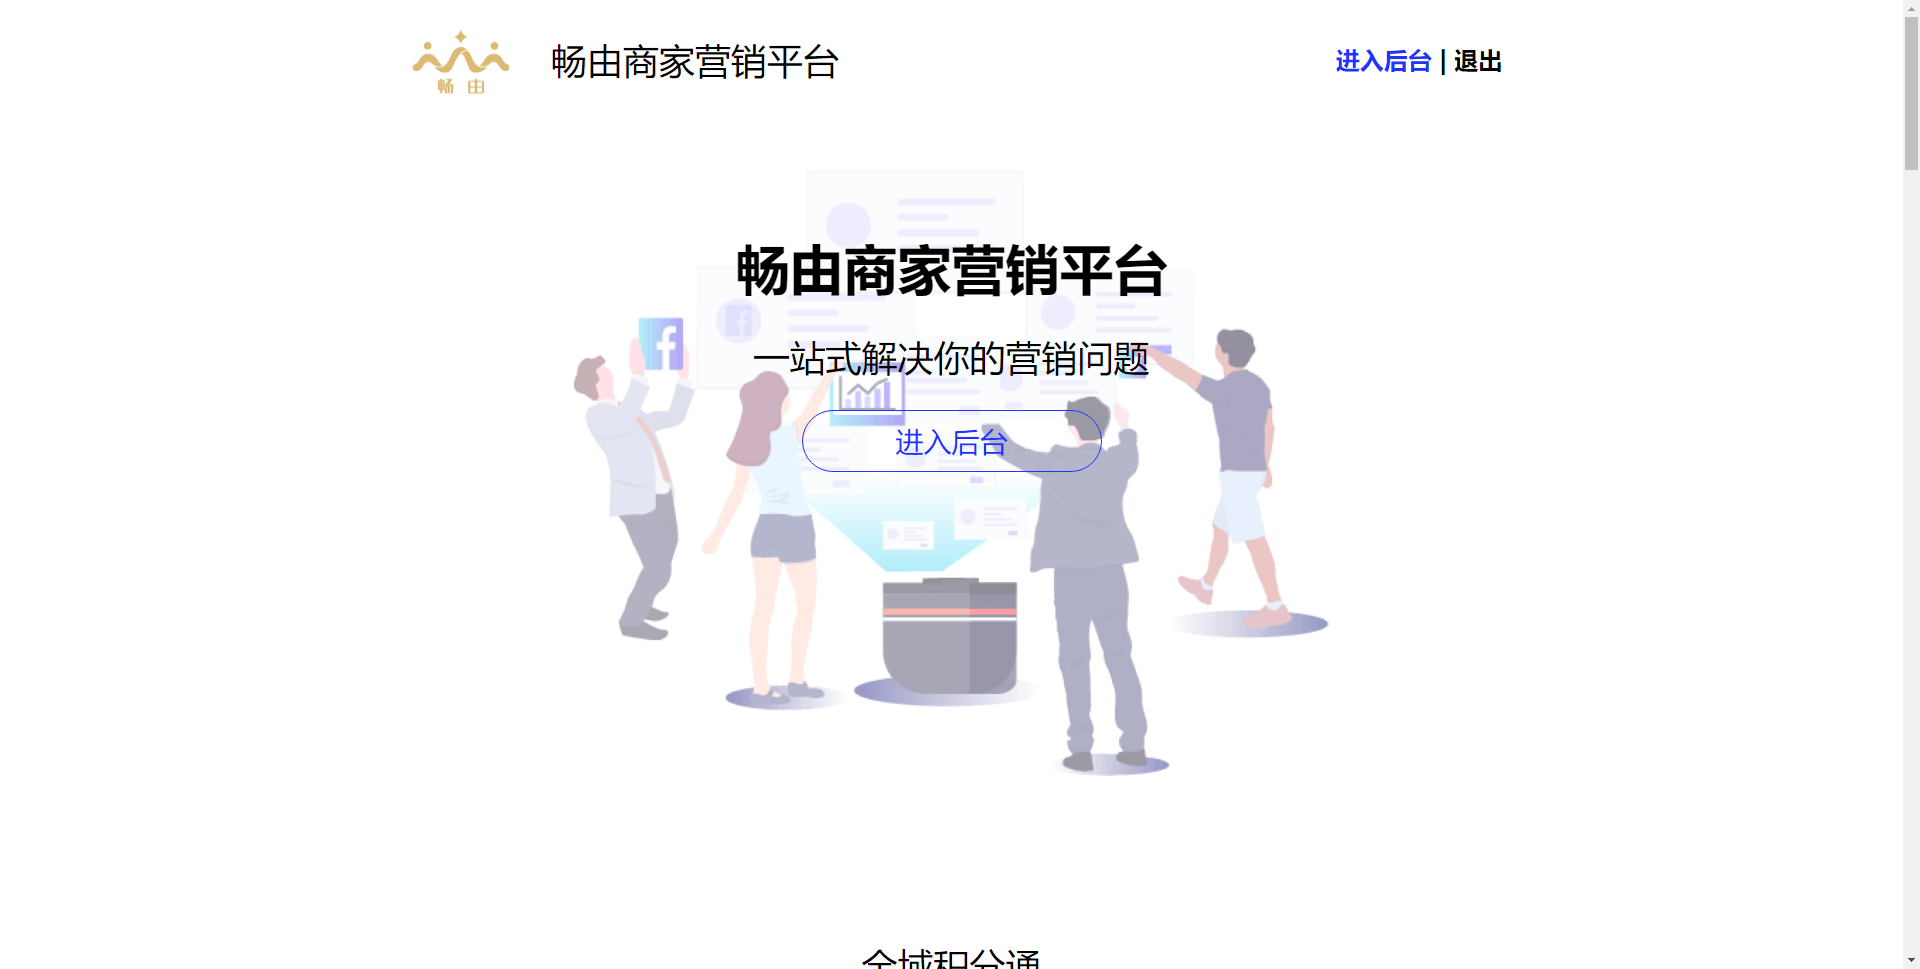 畅由
畅由商家营销平台
进入后台 | 退出
畅由商家营销平台
一站式解决你的营销问题
进入后台
全域积分通